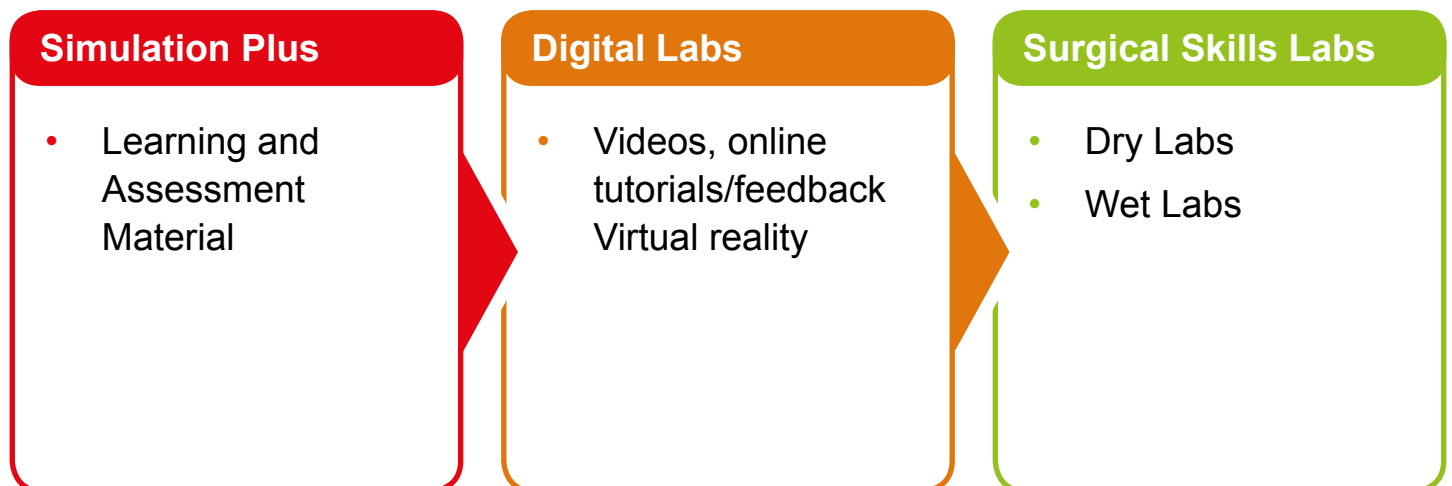 Simulation Plus
• Learning and
Assessment
Material
Digital Labs
• Videos, online
tutorials/feedback
Virtual reality
Surgical Skills Labs
• Dry Labs
• Wet Labs